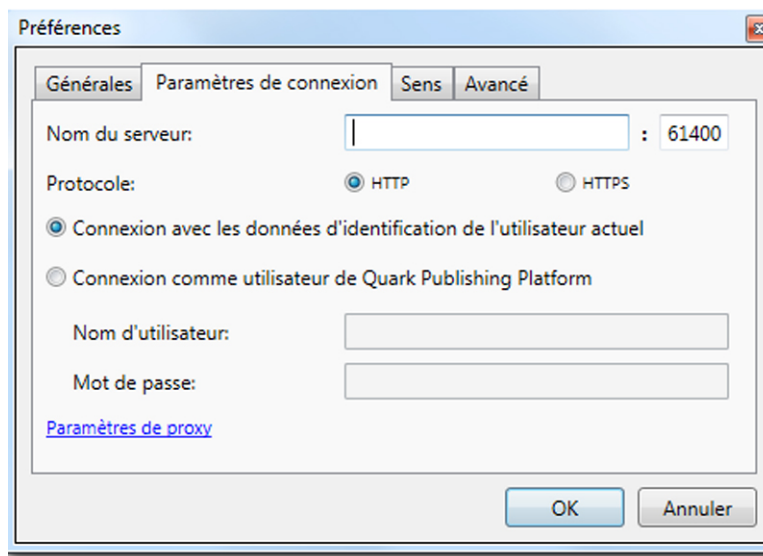 Préférences
Générales Paramètres de connexion Sens Avancé
Nom du serveur: : 61400
Protocole: HTTP HTTPS
Connexion avec les données d'identification de l'utilisateur actuel
Connexion comme utilisateur de Quark Publishing Platform
Nom d'utilisateur:
Mot de passe:
Paramètres de proxy
OK Annuler